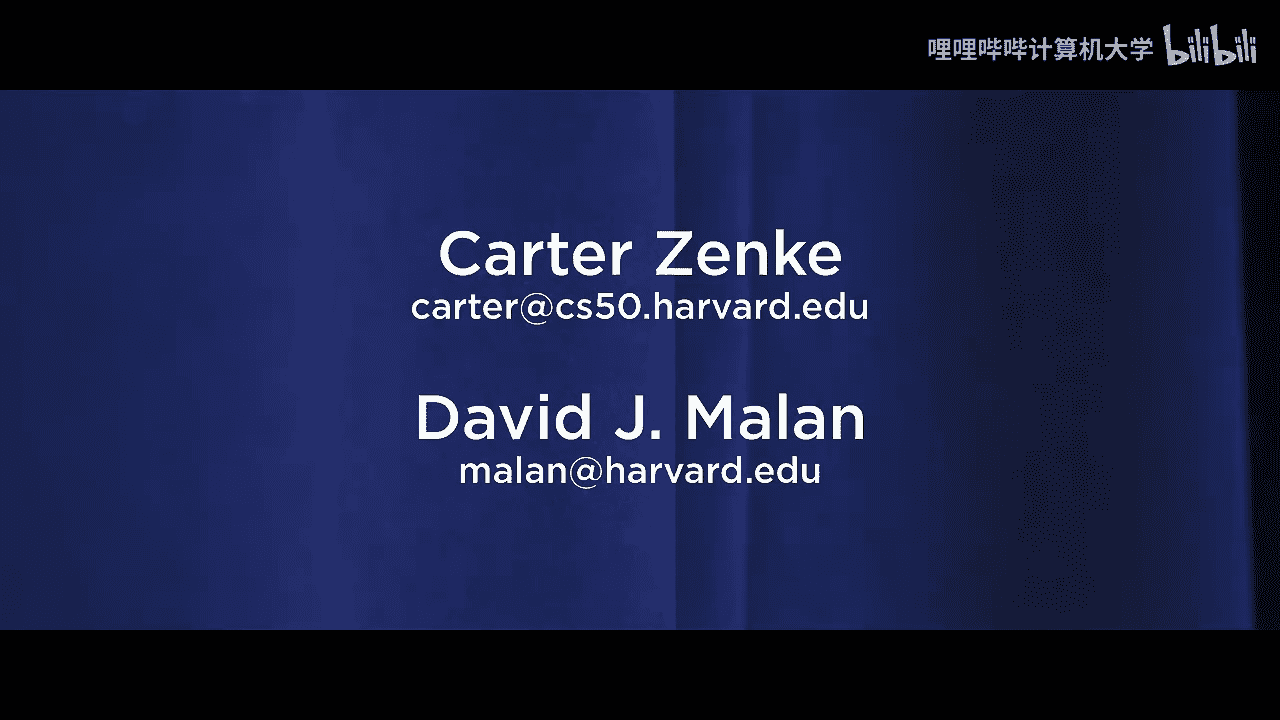 哩哩哔哔计算机大学 bilibili
Carter Zenke
carter@cs50.harvard.edu
David J. Malan
malan@harvard.edu